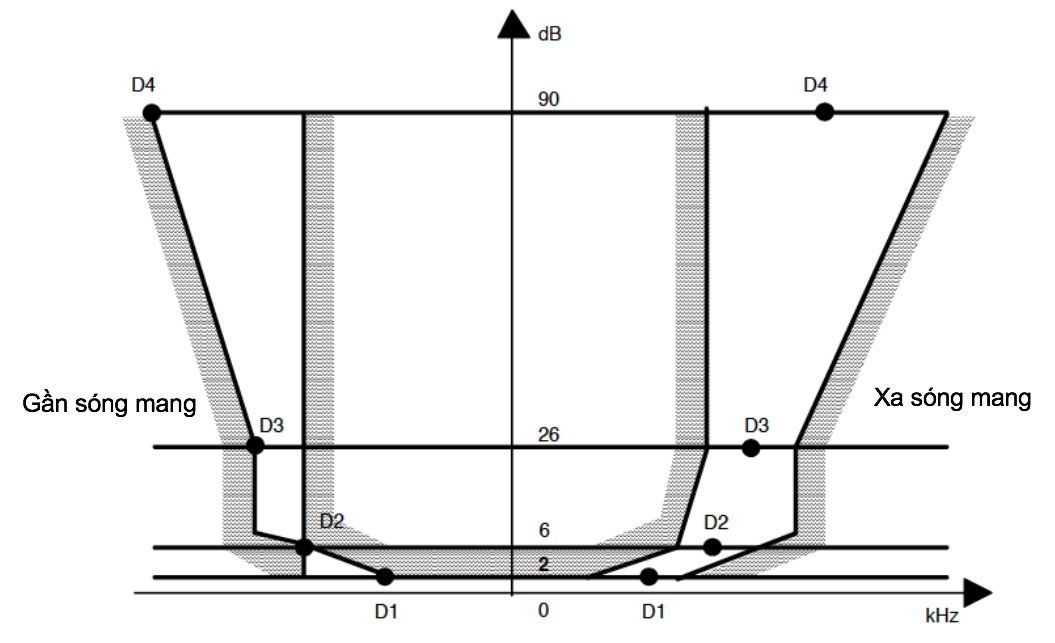 dB
D4
D4
90
Gần sóng mang
Xa sóng mang
D3
26
D3
D2
6
D2
2
D1
0
D1
kHz